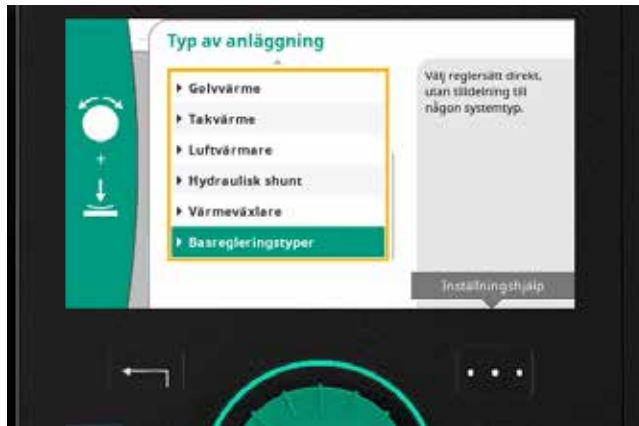 Typ av anläggning
Golvvärme
Takvärme
Luftvärmare
Hydraulisk shunt
Värmeväxlare
Basregleringstyper
Välj reglersätt direkt,
utan tilldelning till
någon systemtyp.
Inställningshjälp
+